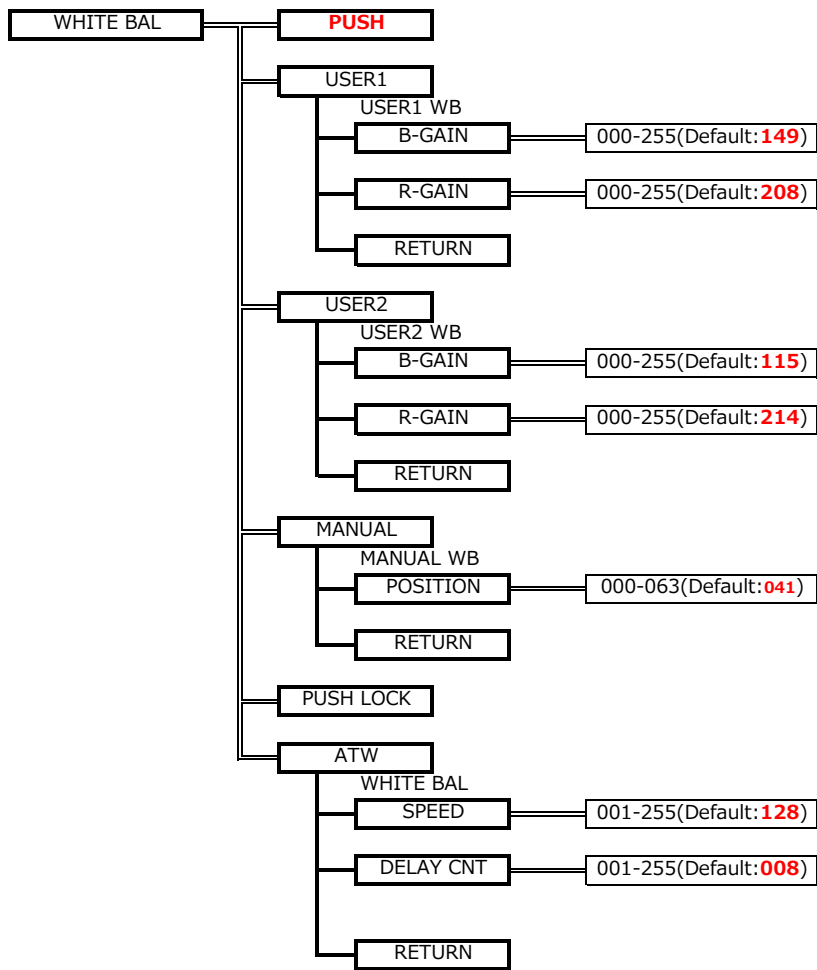 WHITE BAL PUSH
USER1
USER1 WB
B-GAIN 000-255(Default:149)
R-GAIN 000-255(Default:208)
RETURN
USER2
USER2 WB
B-GAIN 000-255(Default:115)
R-GAIN 000-255(Default:214)
RETURN
MANUAL
MANUAL WB
POSITION 000-063(Default:041)
RETURN
PUSH LOCK
ATW
WHITE BAL
SPEED 001-255(Default:128)
DELAY CNT 001-255(Default:008)
RETURN